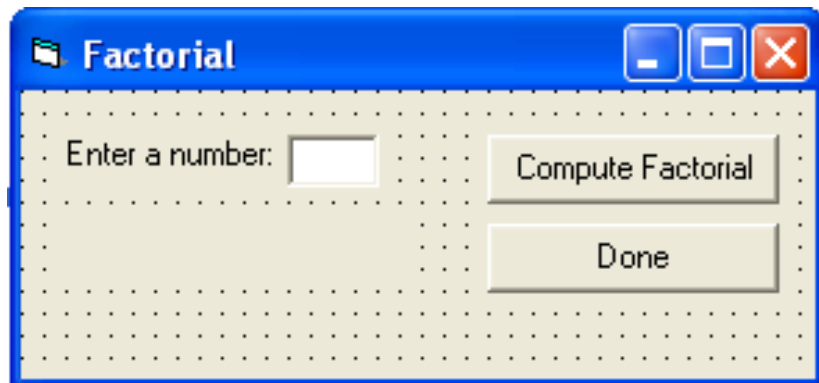 Factorial
Enter a number:
Compute Factorial
Done